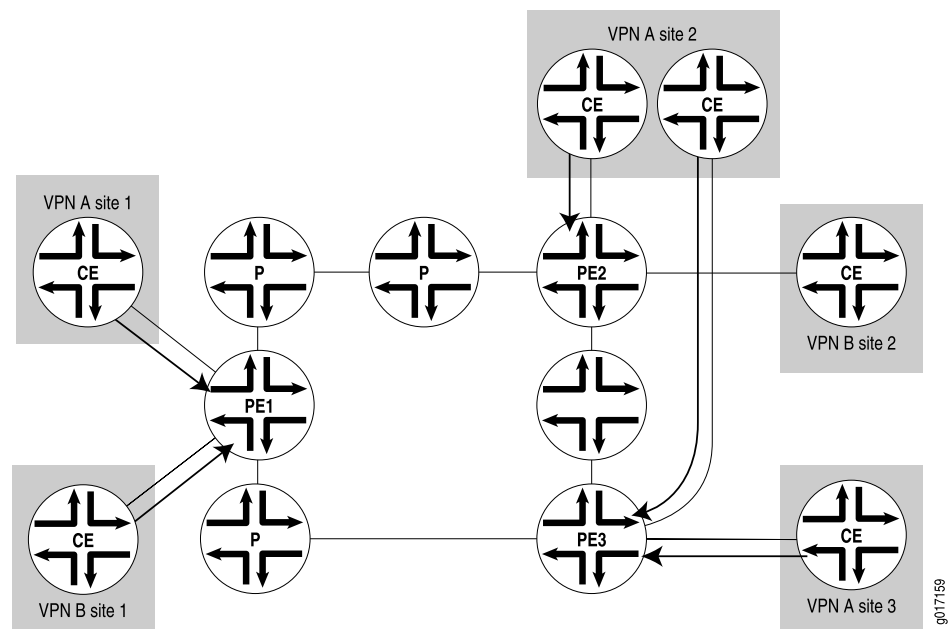 VPN A site 2
CE
CE
VPN A site 1
CE
P
P
PE2
CE
VPN B site 2
PE1
CE
VPN B site 1
P
PE3
CE
VPN A site 3
g017159